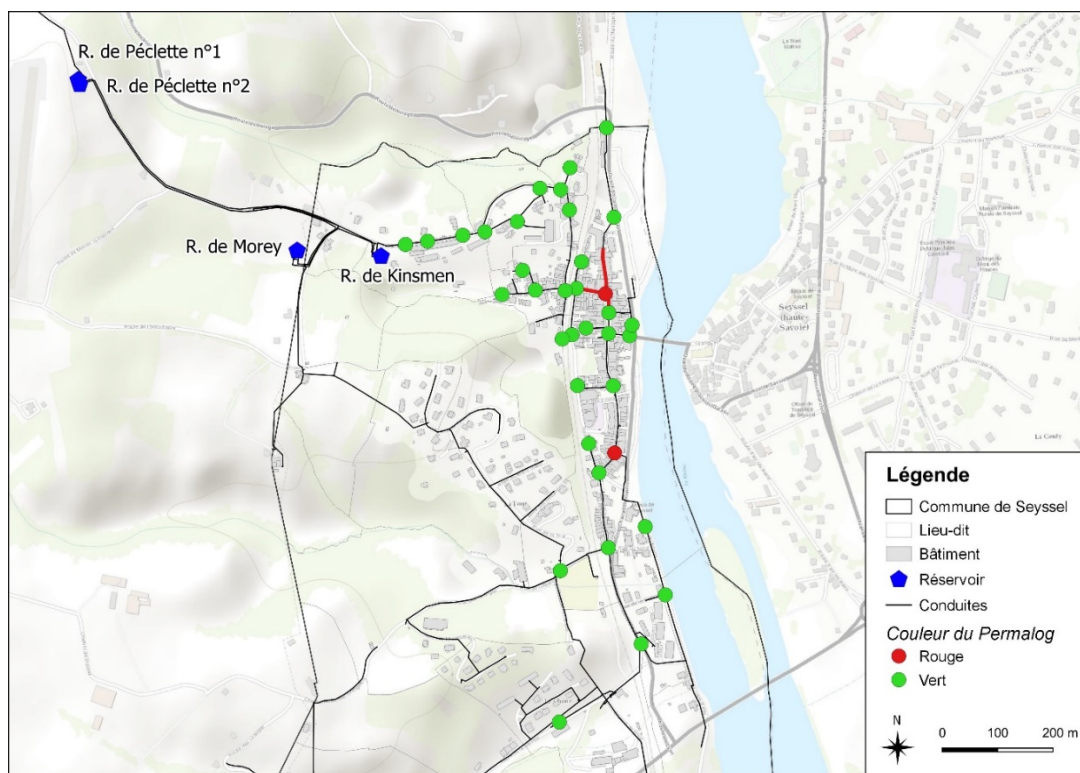 R. de Péclette n°1
R. de Péclette n°2
R. de Morey
R. de Kinsmen
Seyssel
(haute-
Savoie)
Légende
Commune de Seyssel
Lieu-dit
Bâtiment
Réservoir
Conduites
Couleur du Permalog
Rouge
Vert
N
0 100 200 m